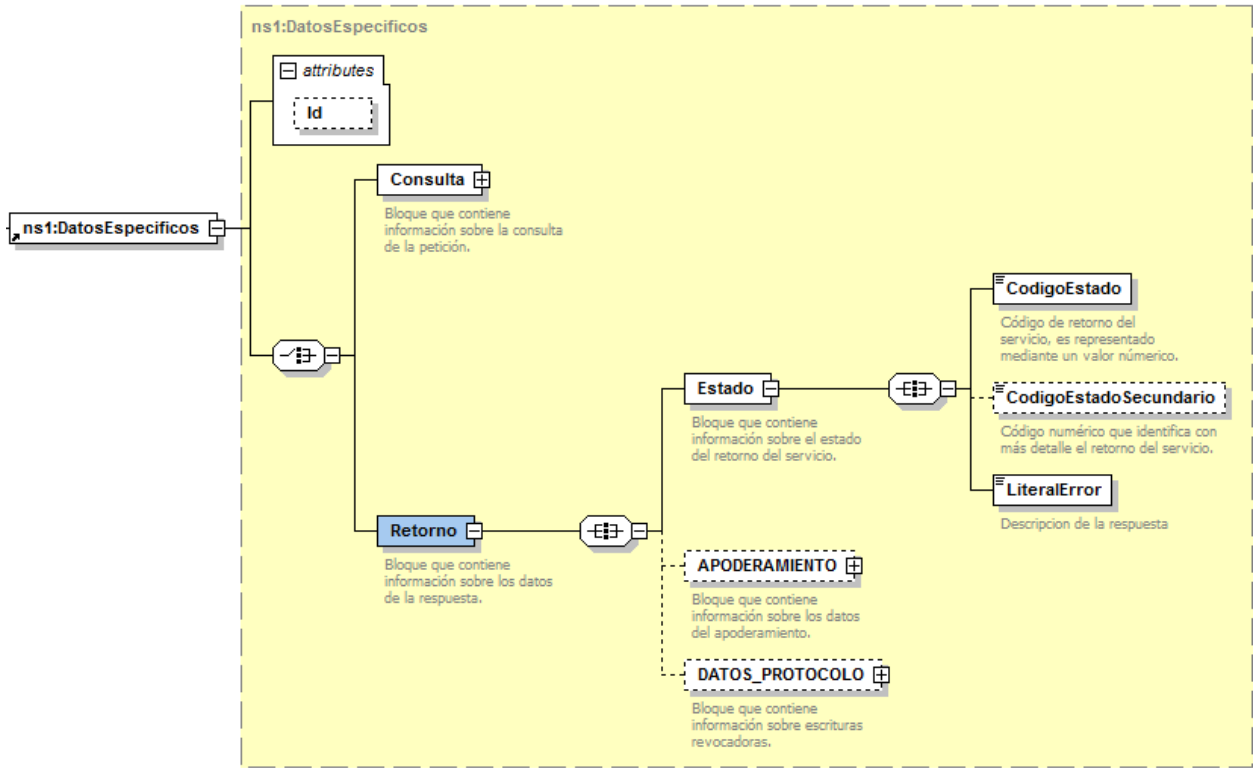 ns1:DatosEspecificos
attributes
Id
Consulta
Bloque que contiene
información sobre la consulta
de la petición.
ns1:DatosEspecificos
CodigoEstado
Código de retorno del
servicio, es representado
mediante un valor númerico.
Estado
Bloque que contiene
información sobre el estado
del retorno del servicio.
CodigoEstadoSecundario
Código numérico que identifica con
más detalle el retorno del servicio.
LiteralError
Descripcion de la respuesta
Retorno
Bloque que contiene
información sobre los datos
de la respuesta.
APODERAMIENTO
Bloque que contiene
información sobre los datos
del apoderamiento.
DATOS_PROTOCOLO
Bloque que contiene
información sobre escrituras
revocadoras.